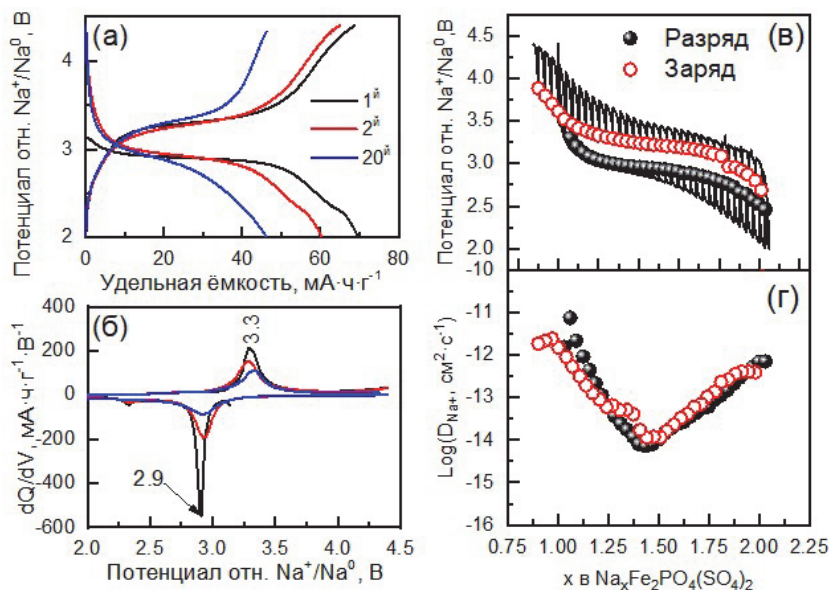 (а)
4
3
2
0 20 40 60 80
Потенциал отн. Na⁺/Na⁰, В
Удельная ёмкость, мА·ч·г⁻¹
1й
2й
20й
(б)
400
200
0
-200
-400
-600
2.0 2.5 3.0 3.5 4.0 4.5
dQ/dV, мА·ч·г⁻¹·В⁻¹
Потенциал отн. Na⁺/Na⁰, В
3.3
2.9
(в)
4.5
4.0
3.5
3.0
2.5
2.0
Потенциал отн. Na⁺/Na⁰,В
Разряд
Заряд
(г)
-10
-11
-12
-13
-14
-15
-16
0.75 1.00 1.25 1.50 1.75 2.00 2.25
Log(D_Na+, см²·с⁻¹)
x в NaₓFe₂PO₄(SO₄)₂